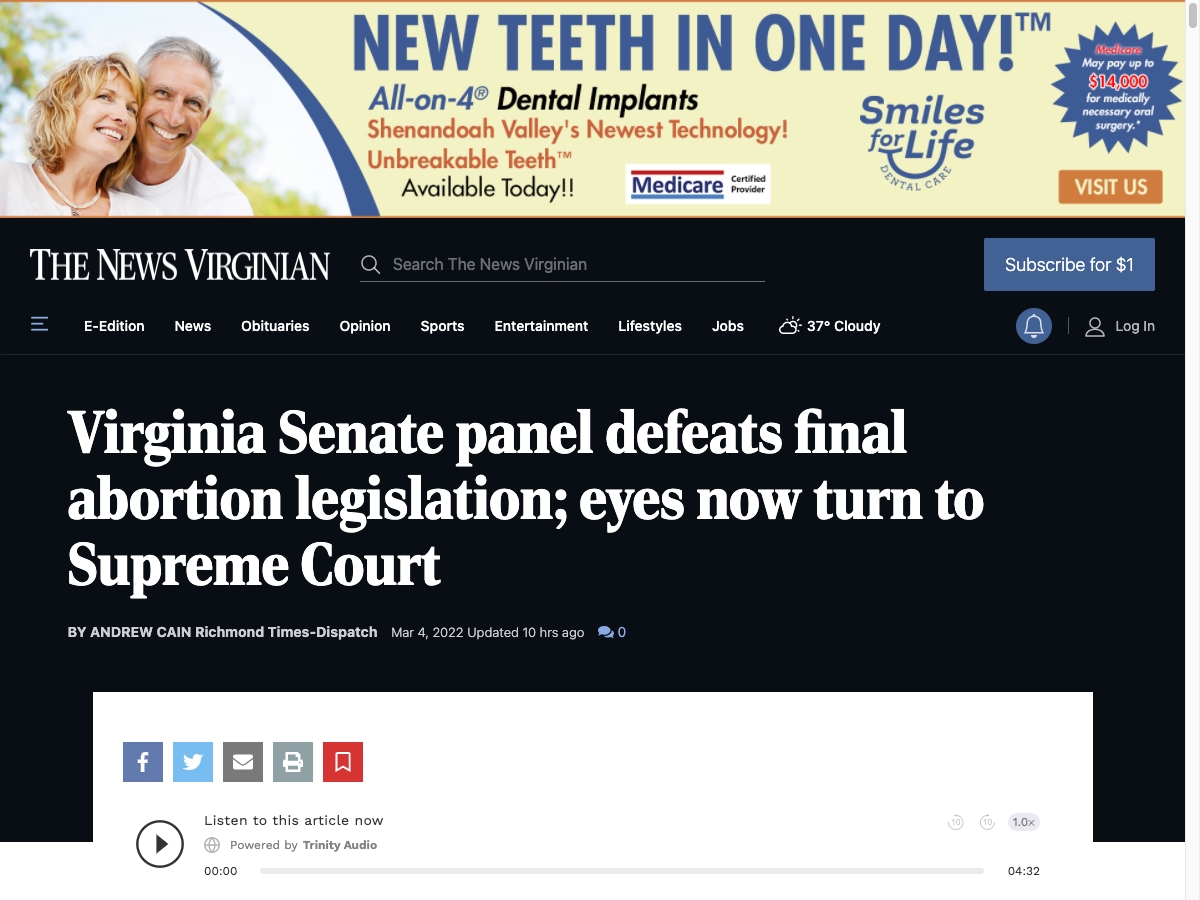 NEW TEETH IN ONE DAY!™
All-on-4® Dental Implants
Shenandoah Valley's Newest Technology!
Unbreakable Teeth™
Available Today!!
Medicare Certified Provider
Smiles
for Life
DENTAL CARE
Medicare
May pay up to
$14,000
for medically
necessary oral
surgery.*
VISIT US
THE NEWS VIRGINIAN
Search The News Virginian
Subscribe for $1
E-Edition News Obituaries Opinion Sports Entertainment Lifestyles Jobs 37° Cloudy Log In
Virginia Senate panel defeats final
abortion legislation; eyes now turn to
Supreme Court
BY ANDREW CAIN Richmond Times-Dispatch Mar 4, 2022 Updated 10 hrs ago 0
Listen to this article now
10 10 1.0x
Powered by Trinity Audio
00:00 04:32